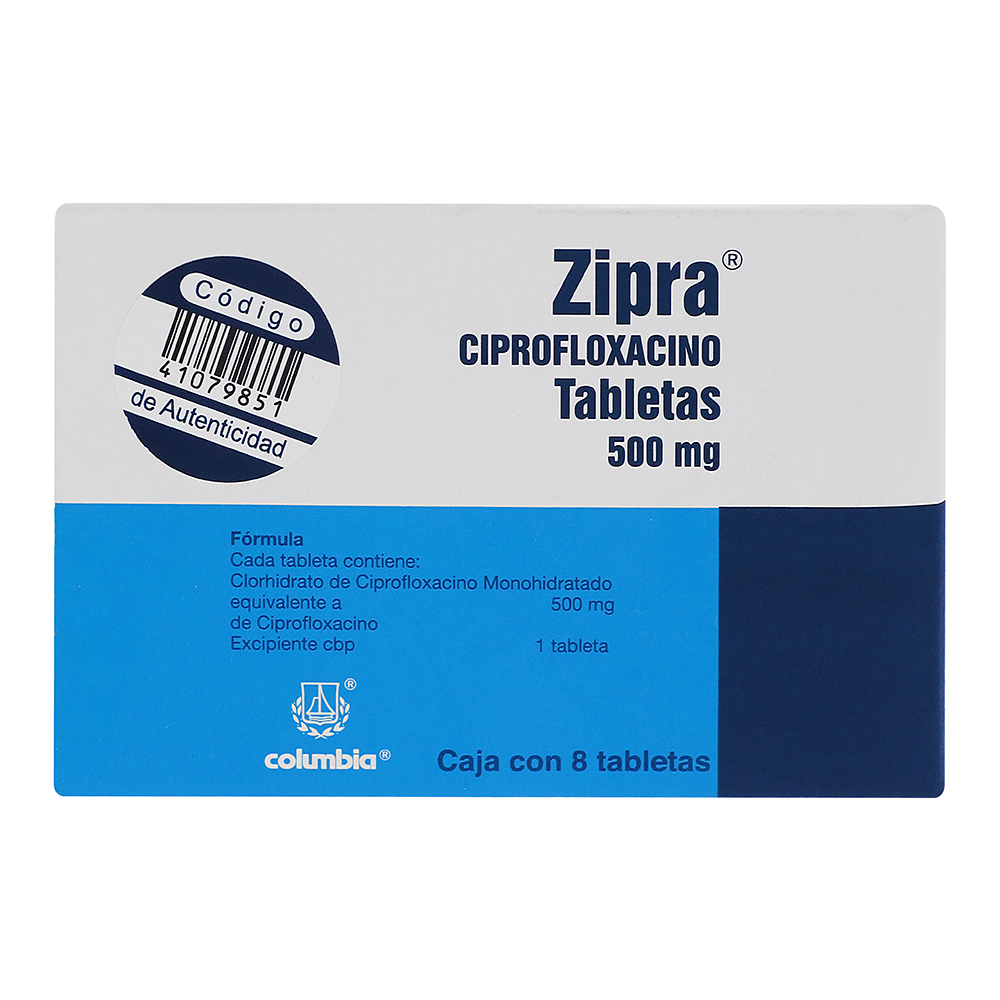 Código
41079851
de Autenticidad
Zipra®
CIPROFLOXACINO
Tabletas
500 mg
Fórmula
Cada tableta contiene:
Clorhidrato de Ciprofloxacino Monohidratado
equivalente a 500 mg
de Ciprofloxacino
Excipiente cbp 1 tableta
®
columbia®
Caja con 8 tabletas